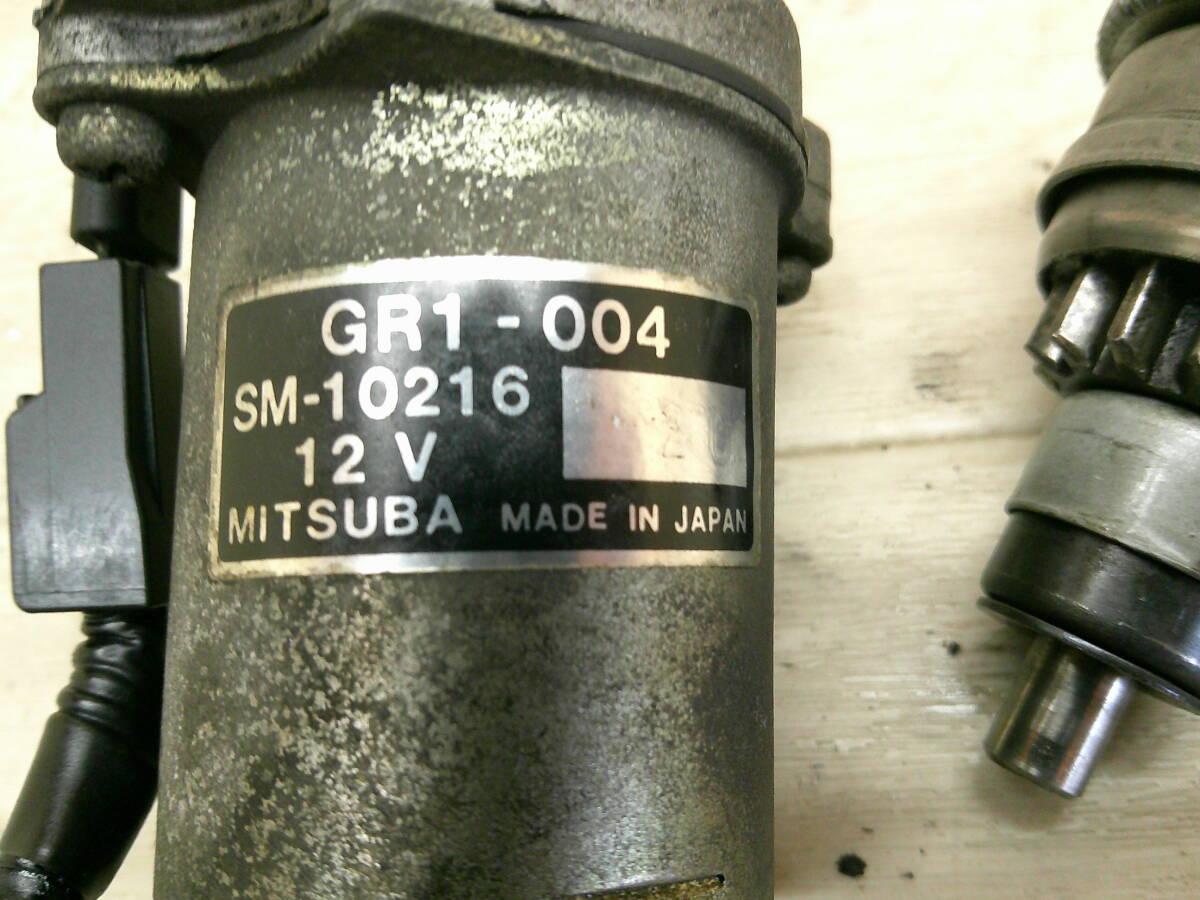 GR1-004
SM-10216
12 V
MITSUBA MADE IN JAPAN